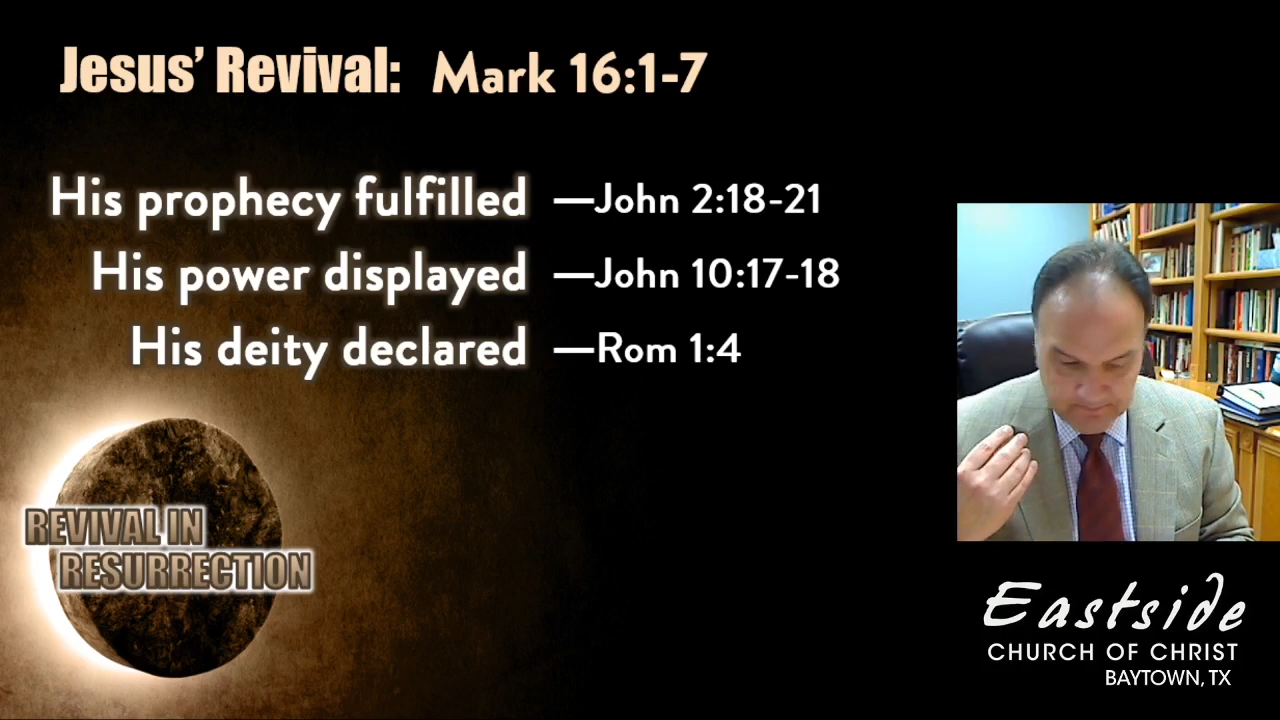 Jesus’ Revival: Mark 16:1-7
His prophecy fulfilled —John 2:18-21
His power displayed —John 10:17-18
His deity declared —Rom 1:4
REVIVAL IN
RESURRECTION
Eastside
CHURCH OF CHRIST
BAYTOWN, TX